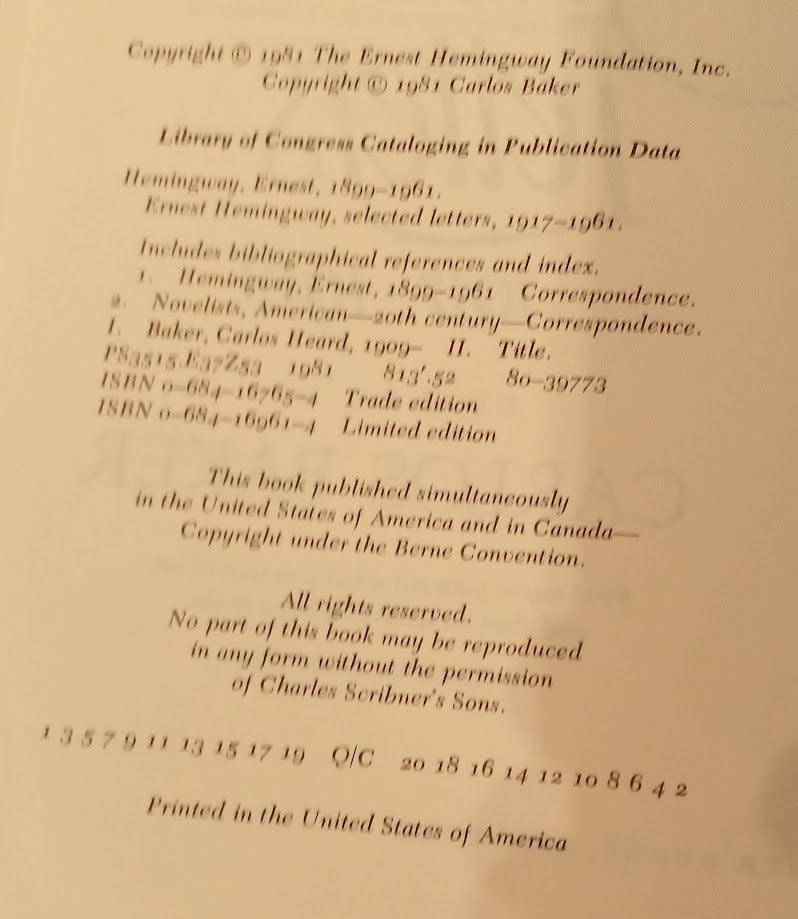 Copyright © 1981 The Ernest Hemingway Foundation, Inc.
Copyright © 1981 Carlos Baker
Library of Congress Cataloging in Publication Data
Hemingway, Ernest, 1899–1961.
Ernest Hemingway, selected letters, 1917–1961.
Includes bibliographical references and index.
1. Hemingway, Ernest, 1899–1961 Correspondence.
2. Novelists, American—20th century—Correspondence.
I. Baker, Carlos Heard, 1909– II. Title.
PS3515.E37Z53 1981 813'.52 80–39773
ISBN 0–684–16765–4 Trade edition
ISBN 0–684–16961–4 Limited edition
This book published simultaneously
in the United States of America and in Canada—
Copyright under the Berne Convention.
All rights reserved.
No part of this book may be reproduced
in any form without the permission
of Charles Scribner's Sons.
1 3 5 7 9 11 13 15 17 19 Q/C 20 18 16 14 12 10 8 6 4 2
Printed in the United States of America